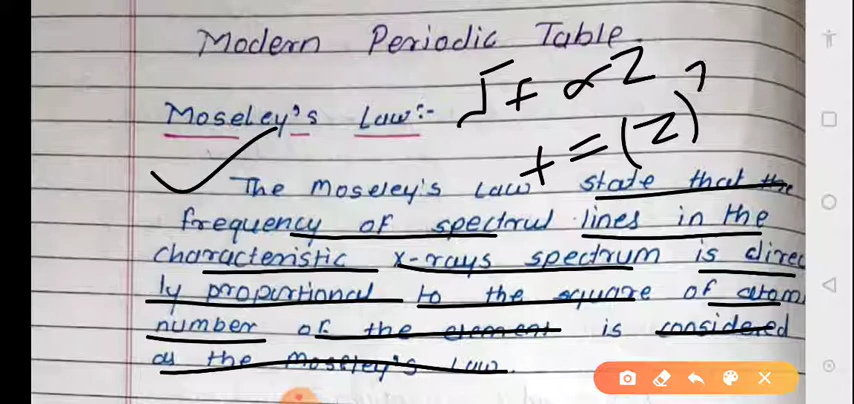 Modern Periodic Table.
√f ∝ Z
Moseley's Law:-
f = (Z)²
The Moseley's Law state that the
frequency of spectrul lines in the
characteristic x-rays spectrum is direc
ly propurtional to the square of atom
number of the element is considered
as the Moseley's Law.